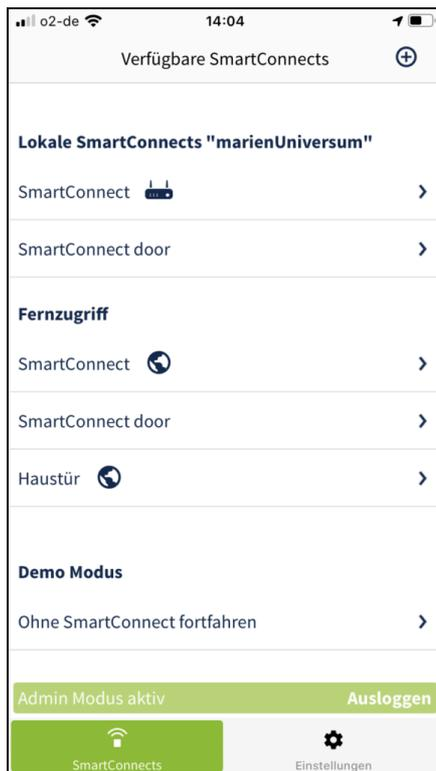 o2-de 14:04
Verfügbare SmartConnects
Lokale SmartConnects "marienUniversum"
SmartConnect
SmartConnect door
Fernzugriff
SmartConnect
SmartConnect door
Haustür
Demo Modus
Ohne SmartConnect fortfahren
Admin Modus aktiv Ausloggen
SmartConnects Einstellungen